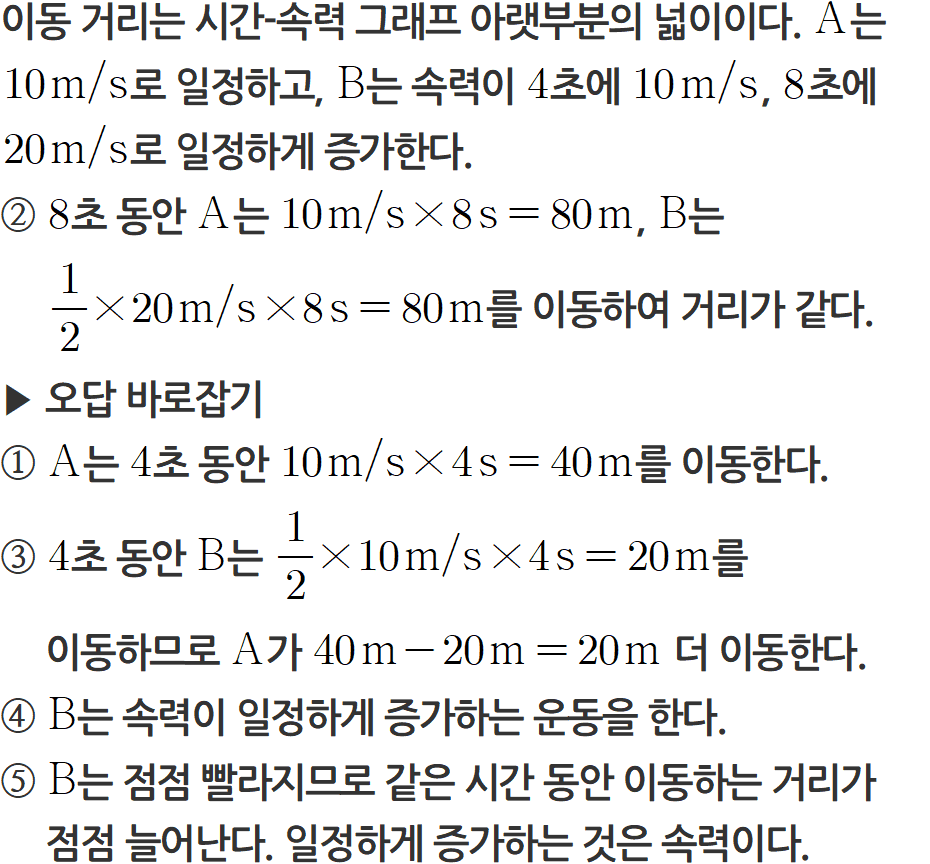 이동 거리는 시간-속력 그래프 아랫부분의 넓이이다. A는
10 m/s로 일정하고, B는 속력이 4초에 10 m/s, 8초에
20 m/s로 일정하게 증가한다.
② 8초 동안 A는 10 m/s×8 s=80 m, B는
1/2×20 m/s×8 s=80 m를 이동하여 거리가 같다.
▶ 오답 바로잡기
① A는 4초 동안 10 m/s×4 s=40 m를 이동한다.
③ 4초 동안 B는 1/2×10 m/s×4 s=20 m를
이동하므로 A가 40 m-20 m=20 m 더 이동한다.
④ B는 속력이 일정하게 증가하는 운동을 한다.
⑤ B는 점점 빨라지므로 같은 시간 동안 이동하는 거리가
점점 늘어난다. 일정하게 증가하는 것은 속력이다.